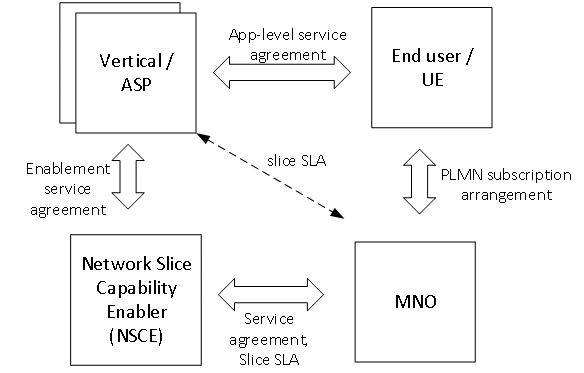 Vertical /
ASP
App-level service
agreement
End user /
UE
slice SLA
Enablement
service
agreement
PLMN subscription
arrangement
Network Slice
Capability
Enabler
(NSCE)
Service
agreement,
Slice SLA
MNO